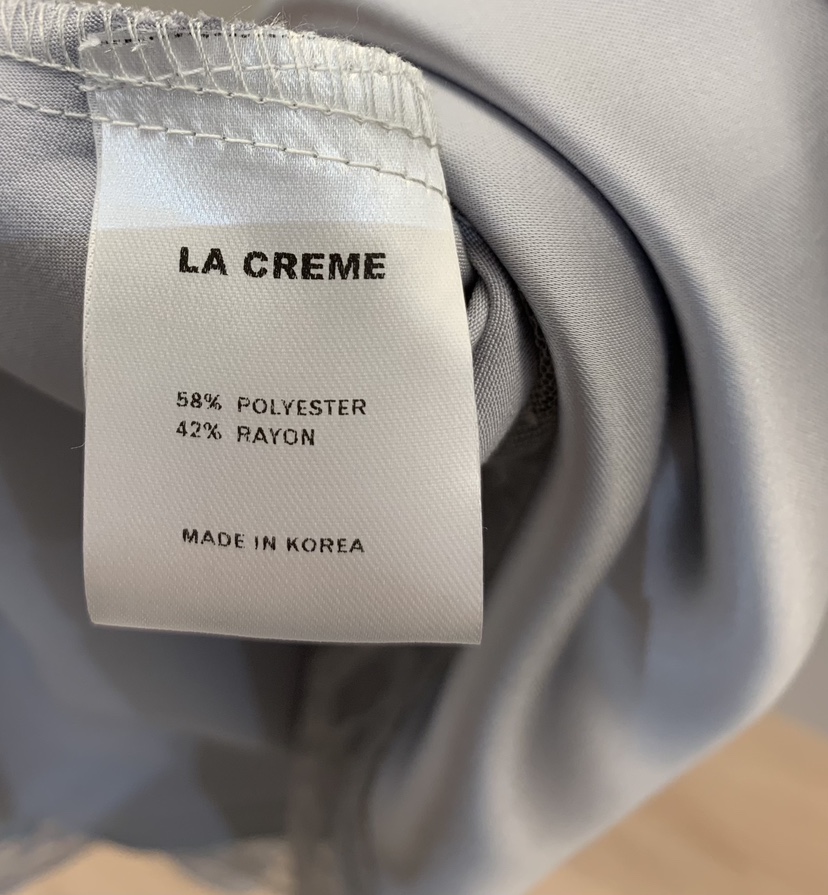 LA CREME
58% POLYESTER
42% RAYON
MADE IN KOREA